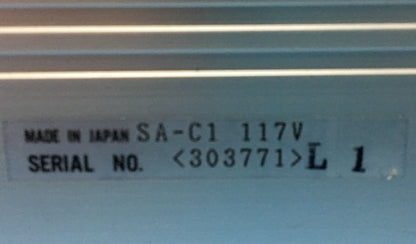 MADE IN JAPAN SA-C1 117V
SERIAL NO. <303771>L 1